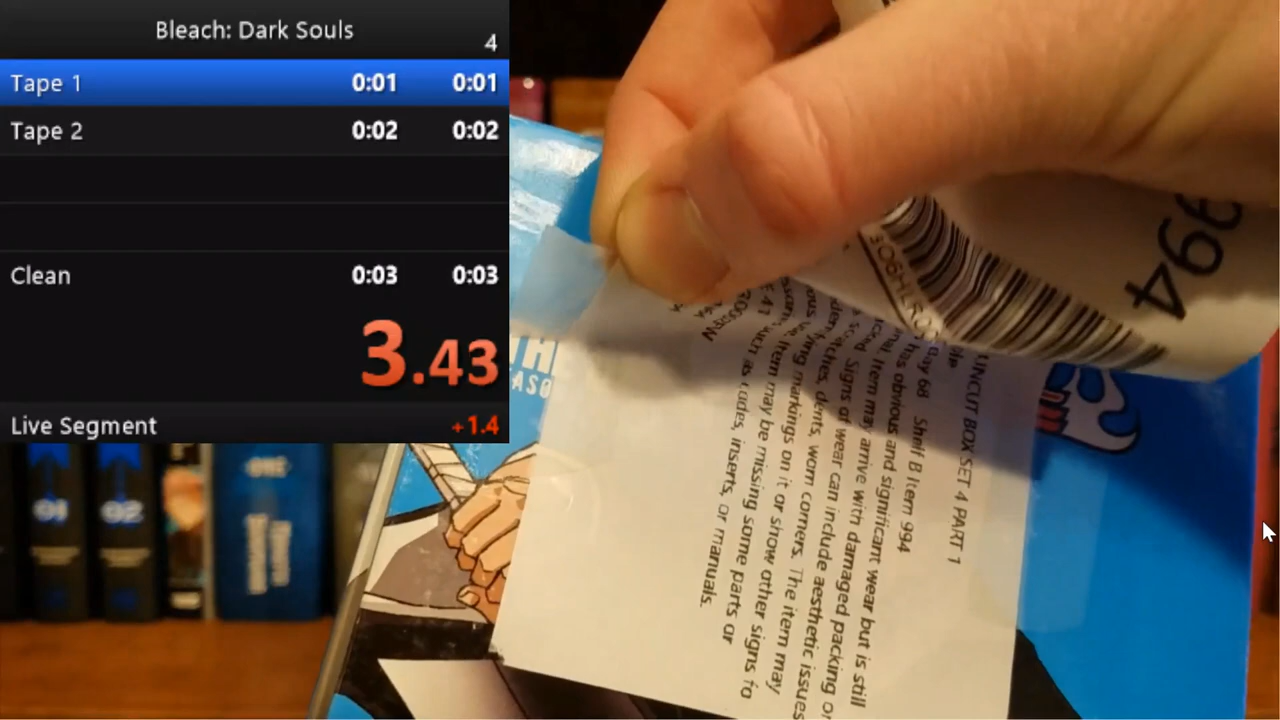 Bleach: Dark Souls
4
Tape 1 0:01 0:01
Tape 2 0:02 0:02
Clean 0:03 0:03
3.43
Live Segment +1.4
994
UNCUT BOX SET 4 PART 1
Bay 68 Shelf B Item 994
has obvious and significant wear but is still
Item may arrive with damaged packing or
Signs of wear can include aesthetic issues
scratches, dents, worn corners. The item may
markings on it or show other signs fo
Item may be missing some parts or
such as codes, inserts, or manuals.
01
02